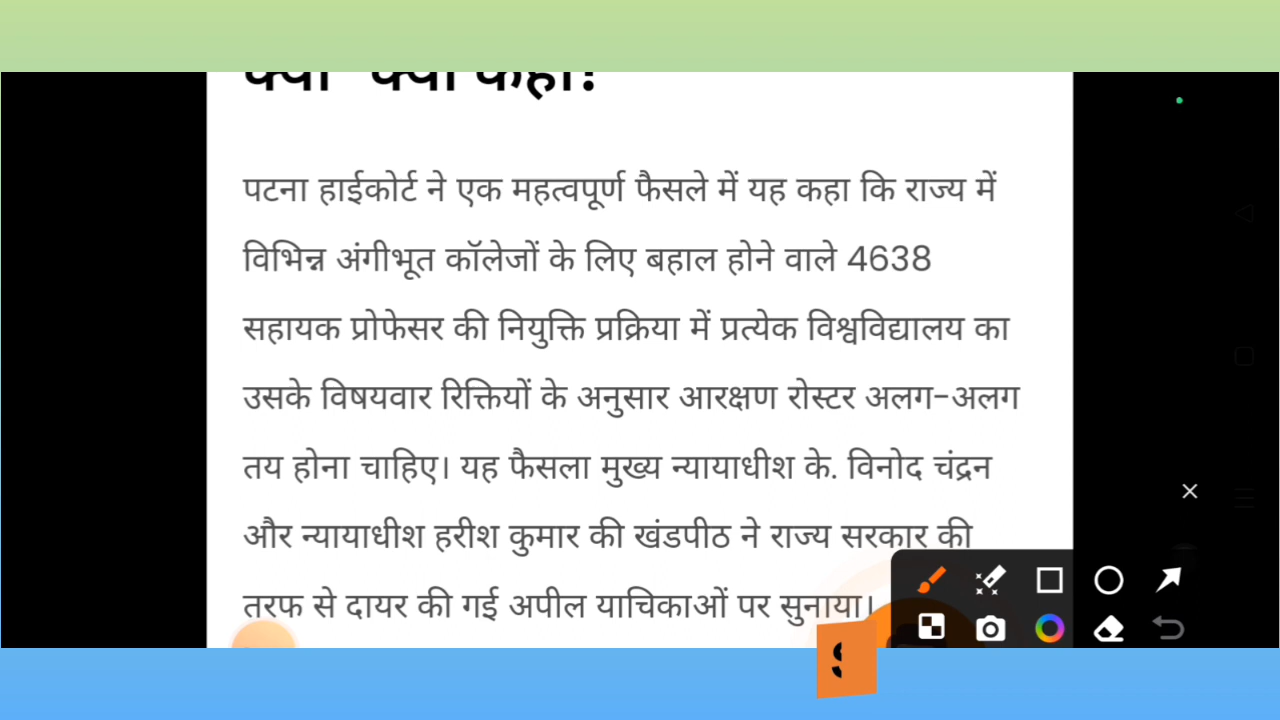 क्या-क्या कहा?
पटना हाईकोर्ट ने एक महत्वपूर्ण फैसले में यह कहा कि राज्य में
विभिन्न अंगीभूत कॉलेजों के लिए बहाल होने वाले 4638
सहायक प्रोफेसर की नियुक्ति प्रक्रिया में प्रत्येक विश्वविद्यालय का
उसके विषयवार रिक्तियों के अनुसार आरक्षण रोस्टर अलग-अलग
तय होना चाहिए। यह फैसला मुख्य न्यायाधीश के. विनोद चंद्रन
और न्यायाधीश हरीश कुमार की खंडपीठ ने राज्य सरकार की
तरफ से दायर की गई अपील याचिकाओं पर सुनाया।